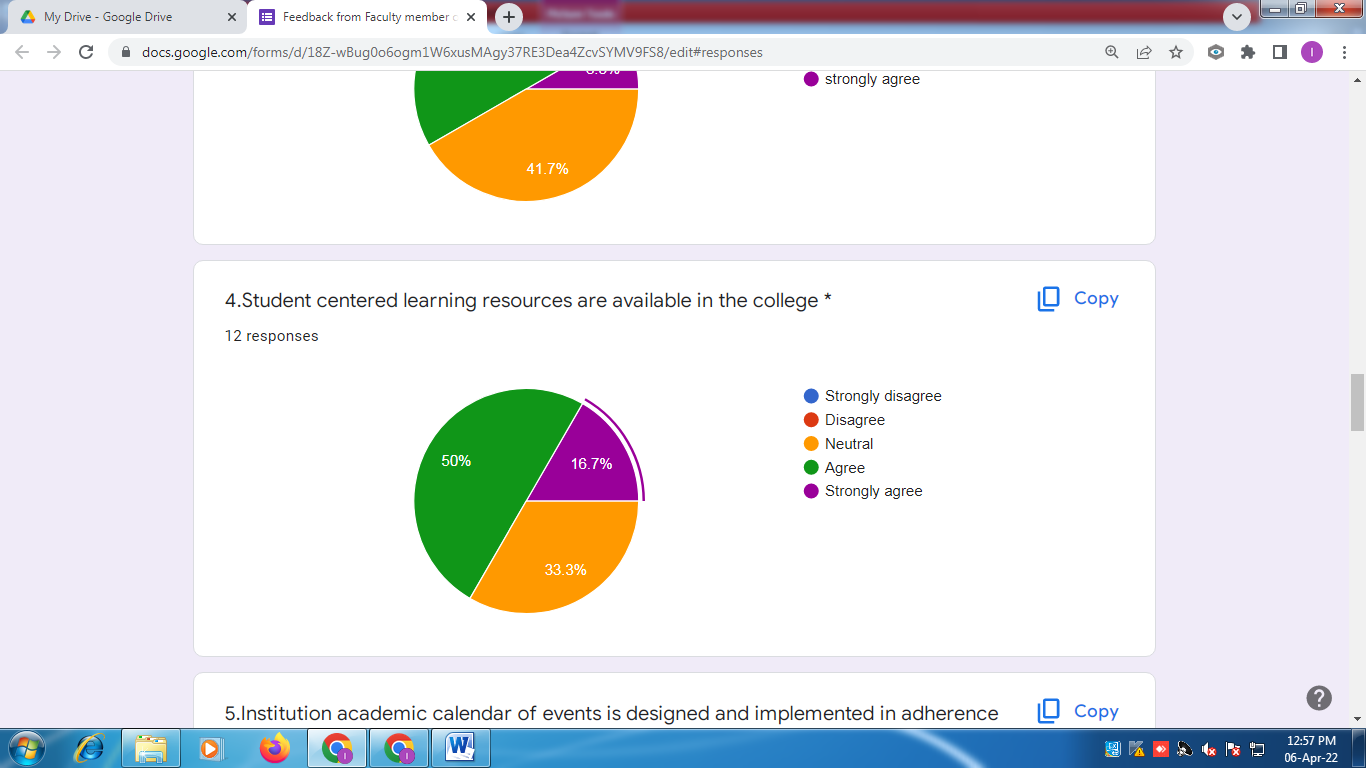 My Drive - Google Drive
Feedback from Faculty member
docs.google.com/forms/d/18Z-wBug0o6ogm1W6xusMAgy37RE3Dea4ZcvSYMV9FS8/edit#responses
I
strongly agree
41.7%
4.Student centered learning resources are available in the college *
Copy
12 responses
Strongly disagree
Disagree
Neutral
Agree
Strongly agree
50%
16.7%
33.3%
5.Institution academic calendar of events is designed and implemented in adherence
Copy
12:57 PM
06-Apr-22